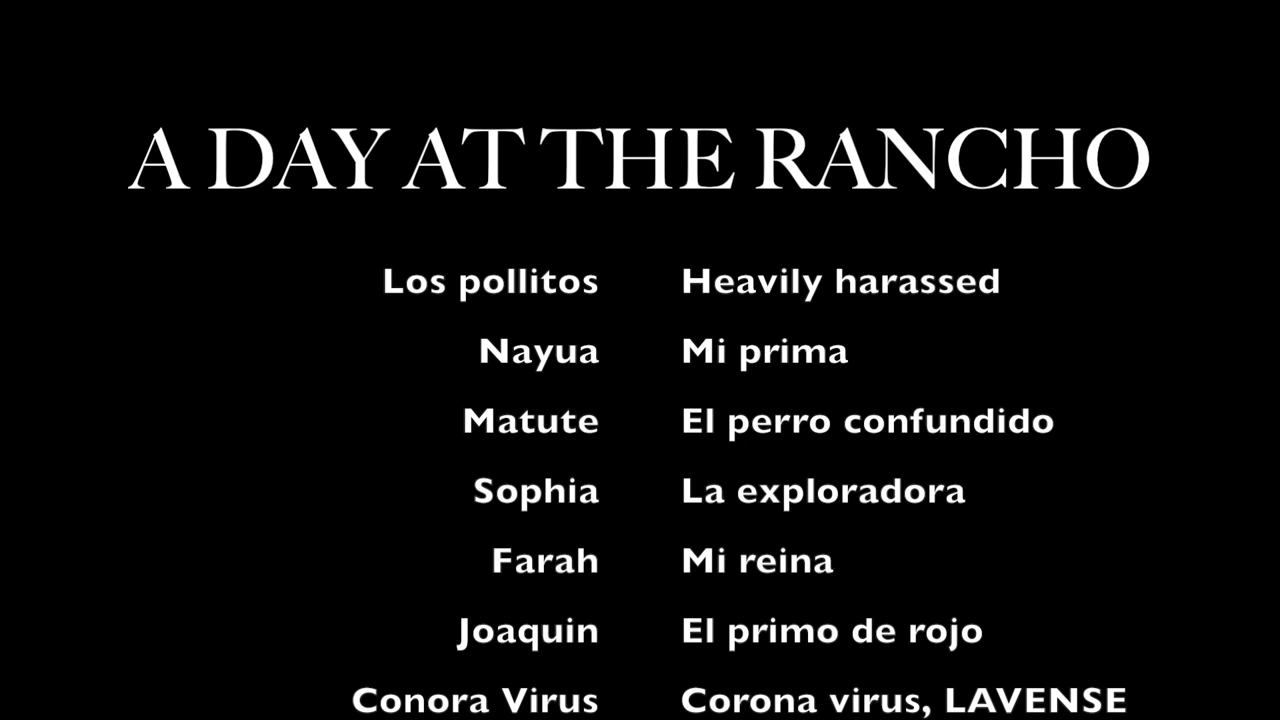 A DAY AT THE RANCHO
Los pollitos Heavily harassed
Nayua Mi prima
Matute El perro confundido
Sophia La exploradora
Farah Mi reina
Joaquin El primo de rojo
Conora Virus Corona virus, LAVENSE